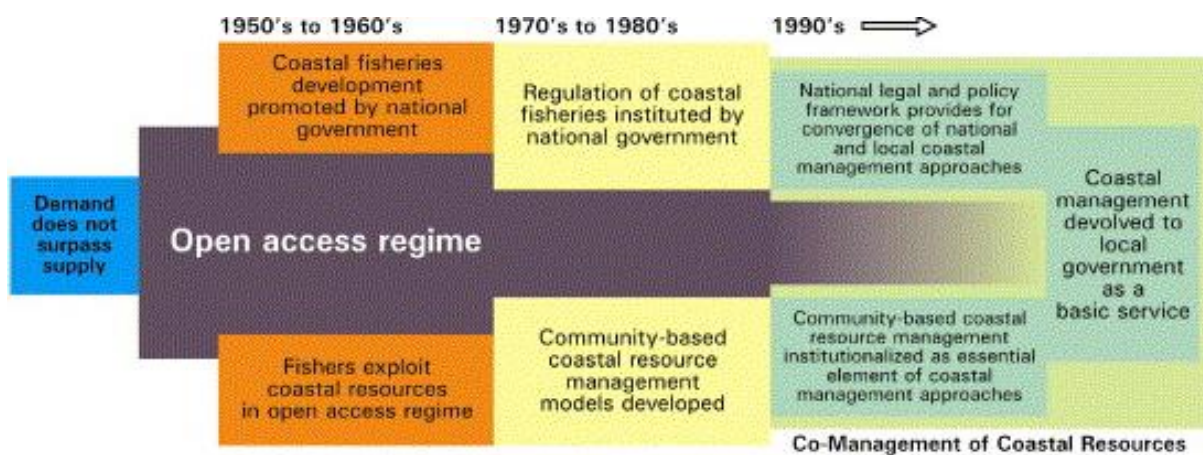 1950's to 1960's
1970's to 1980's
1990's
Coastal fisheries
development
promoted by national
government
Regulation of coastal
fisheries instituted by
national government
National legal and policy
framework provides for
convergence of national
and local coastal
management approaches
Demand
does not
surpass
supply
Open access regime
Coastal
management
devolved to
local
government
as a
basic service
Fishers exploit
coastal resources
in open access regime
Community-based
coastal resource
management
models developed
Community-based coastal
resource management
institutionalized as essential
element of coastal
management approaches
Co-Management of Coastal Resources